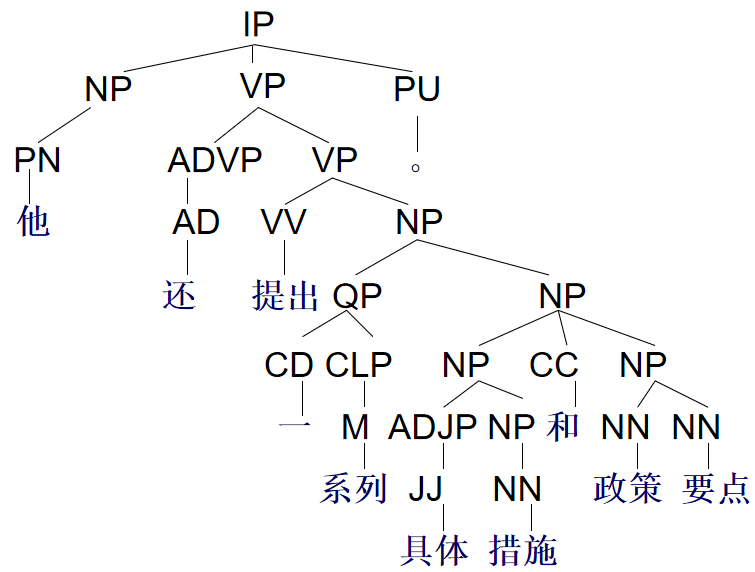 IP
NP VP PU
PN ADVP VP 。
他 AD VV NP
还 提出 QP NP
CD CLP NP CC NP
一 M ADJP NP 和 NN NN
系列 JJ NN 政策 要点
具体 措施